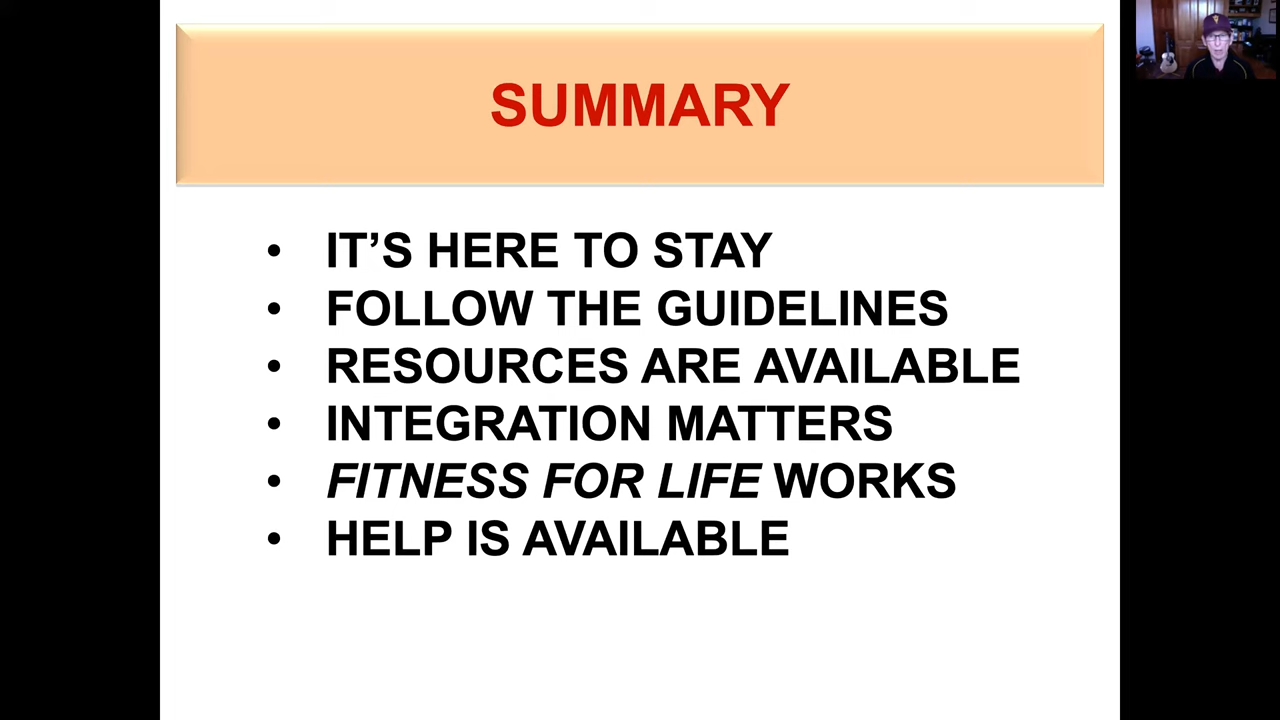 SUMMARY
• IT’S HERE TO STAY
• FOLLOW THE GUIDELINES
• RESOURCES ARE AVAILABLE
• INTEGRATION MATTERS
• FITNESS FOR LIFE WORKS
• HELP IS AVAILABLE